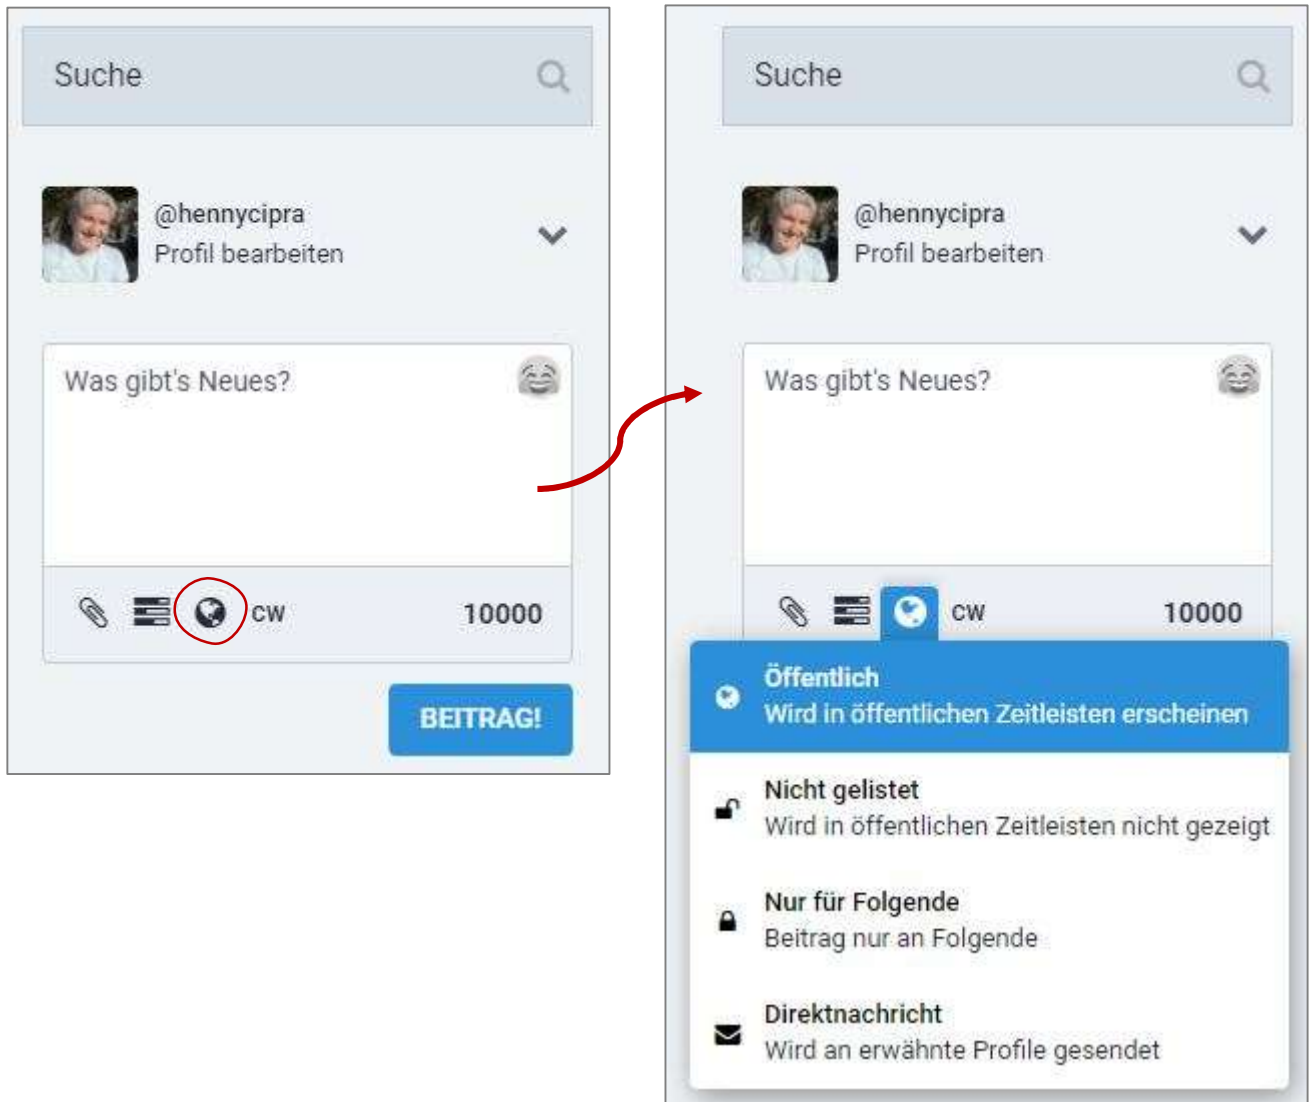 Suche
@hennycipra
Profil bearbeiten
Was gibt's Neues?
CW 10000
BEITRAG!
Suche
@hennycipra
Profil bearbeiten
Was gibt's Neues?
CW 10000
Öffentlich
Wird in öffentlichen Zeitleisten erscheinen
Nicht gelistet
Wird in öffentlichen Zeitleisten nicht gezeigt
Nur für Folgende
Beitrag nur an Folgende
Direktnachricht
Wird an erwähnte Profile gesendet